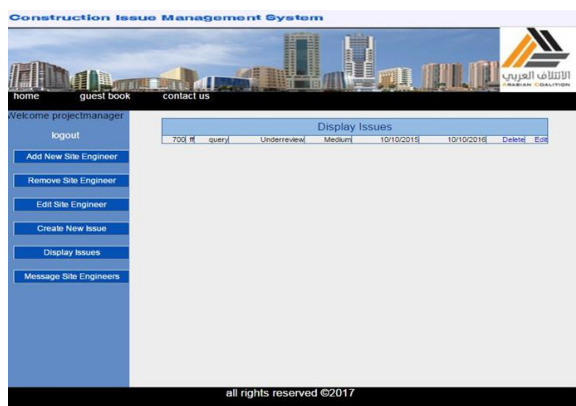 Construction Issue Management System
الائتلاف العربي
ARABIAN COALITION
home guest book contact us
Welcome projectmanager
logout
Add New Site Engineer
Remove Site Engineer
Edit Site Engineer
Create New Issue
Display Issues
Message Site Engineers
Display Issues
700 ff query Underreview Medium 10/10/2015 10/10/2016 Delete Edit
all rights reserved ©2017